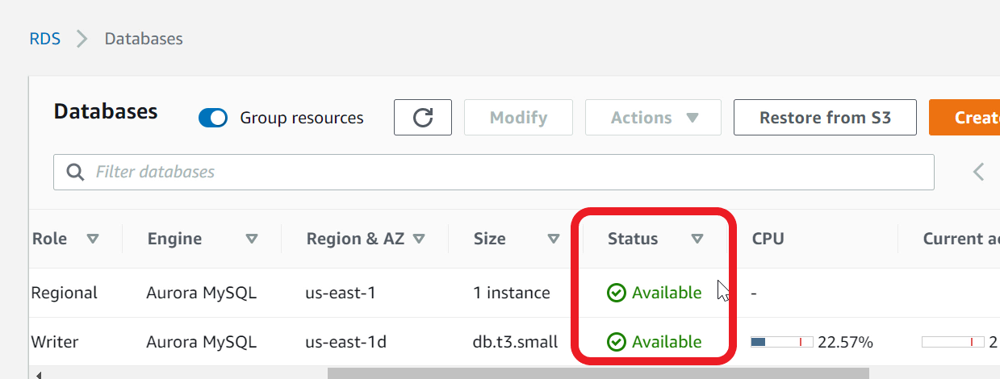 RDS > Databases
Databases Group resources Modify Actions Restore from S3
Filter databases
Role Engine Region & AZ Size Status CPU Current
Regional Aurora MySQL us-east-1 1 instance Available -
Writer Aurora MySQL us-east-1d db.t3.small Available 22.57% 2